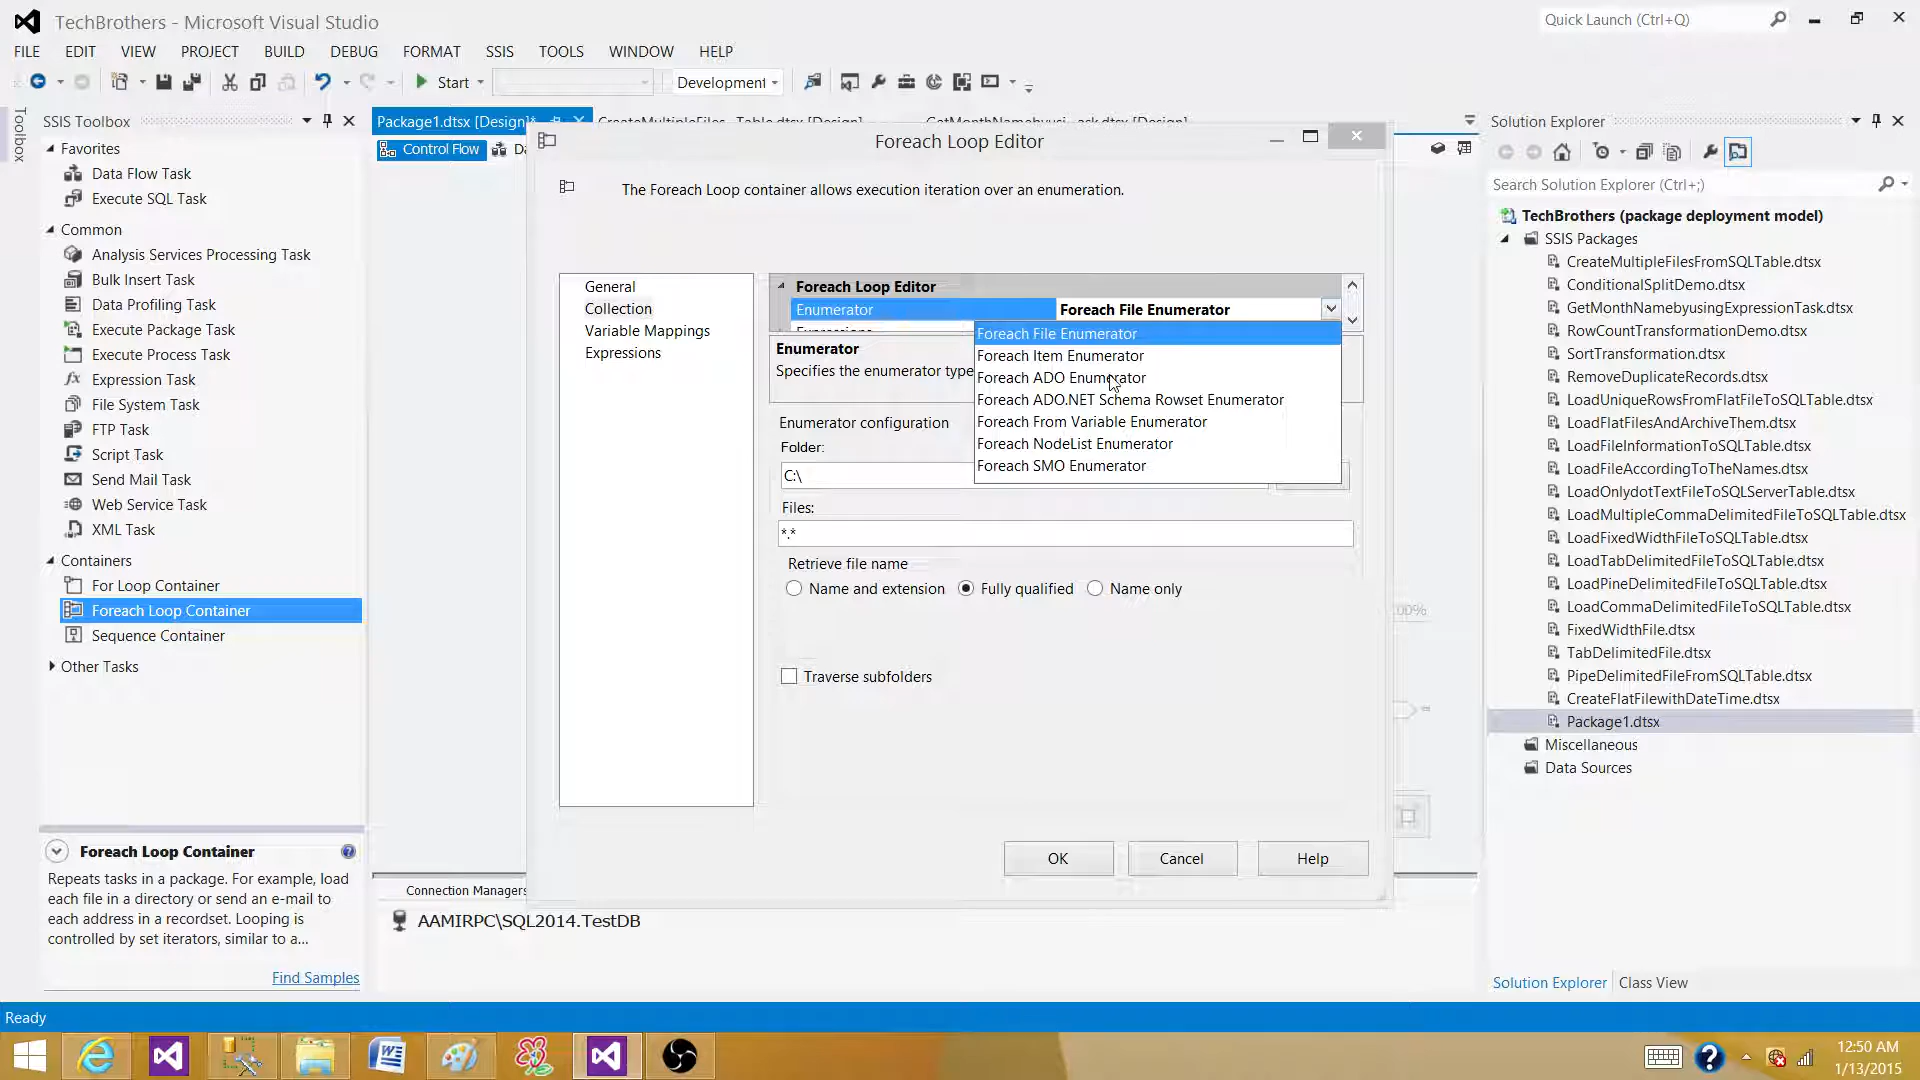 TechBrothers - Microsoft Visual Studio
Quick Launch (Ctrl+Q)
FILE EDIT VIEW PROJECT BUILD DEBUG FORMAT SSIS TOOLS WINDOW HELP
Start
Development
Toolbox
SSIS Toolbox
Favorites
Data Flow Task
Execute SQL Task
Common
Analysis Services Processing Task
Bulk Insert Task
Data Profiling Task
Execute Package Task
Execute Process Task
Expression Task
File System Task
FTP Task
Script Task
Send Mail Task
Web Service Task
XML Task
Containers
For Loop Container
Foreach Loop Container
Sequence Container
Other Tasks
Foreach Loop Container
Repeats tasks in a package. For example, load
each file in a directory or send an e-mail to
each address in a recordset. Looping is
controlled by set iterators, similar to a...
Find Samples
Package1.dtsx [Design]*
Control Flow
Foreach Loop Editor
The Foreach Loop container allows execution iteration over an enumeration.
General
Collection
Variable Mappings
Expressions
Foreach Loop Editor
Enumerator Foreach File Enumerator
Expressions
Foreach File Enumerator
Foreach Item Enumerator
Foreach ADO Enumerator
Foreach ADO.NET Schema Rowset Enumerator
Foreach From Variable Enumerator
Foreach NodeList Enumerator
Foreach SMO Enumerator
Enumerator
Specifies the enumerator type
Enumerator configuration
Folder:
C:\
Files:
*.*
Retrieve file name
Name and extension Fully qualified Name only
Traverse subfolders
OK Cancel Help
Connection Managers
AAMIRPC\SQL2014.TestDB
Solution Explorer
Search Solution Explorer (Ctrl+;)
TechBrothers (package deployment model)
SSIS Packages
CreateMultipleFilesFromSQLTable.dtsx
ConditionalSplitDemo.dtsx
GetMonthNamebyusingExpressionTask.dtsx
RowCountTransformationDemo.dtsx
SortTransformation.dtsx
RemoveDuplicateRecords.dtsx
LoadUniqueRowsFromFlatFileToSQLTable.dtsx
LoadFlatFilesAndArchiveThem.dtsx
LoadFileInformationToSQLTable.dtsx
LoadFileAccordingToTheNames.dtsx
LoadOnlydotTextFileToSQLServerTable.dtsx
LoadMultipleCommaDelimitedFileToSQLTable.dtsx
LoadFixedWidthFileToSQLTable.dtsx
LoadTabDelimitedFileToSQLTable.dtsx
LoadPineDelimitedFileToSQLTable.dtsx
LoadCommaDelimitedFileToSQLTable.dtsx
FixedWidthFile.dtsx
TabDelimitedFile.dtsx
PipeDelimitedFileFromSQLTable.dtsx
CreateFlatFilewithDateTime.dtsx
Package1.dtsx
Miscellaneous
Data Sources
Solution Explorer Class View
Ready
12:50 AM
1/13/2015